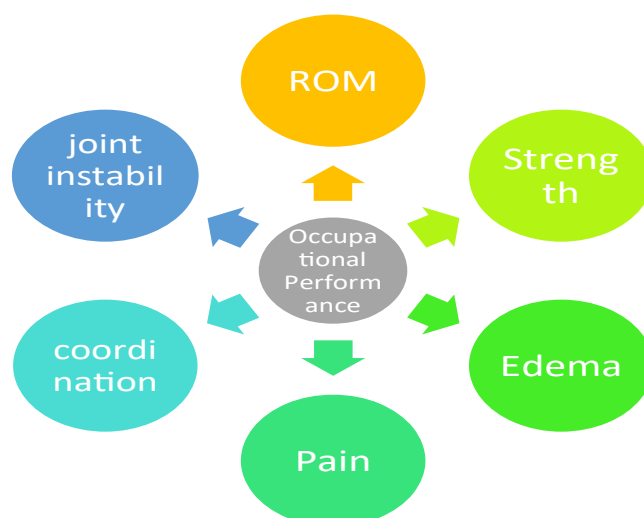 ROM
joint
instabil
ity
Streng
th
Occupa
tional
Perform
ance
coordi
nation
Edema
Pain